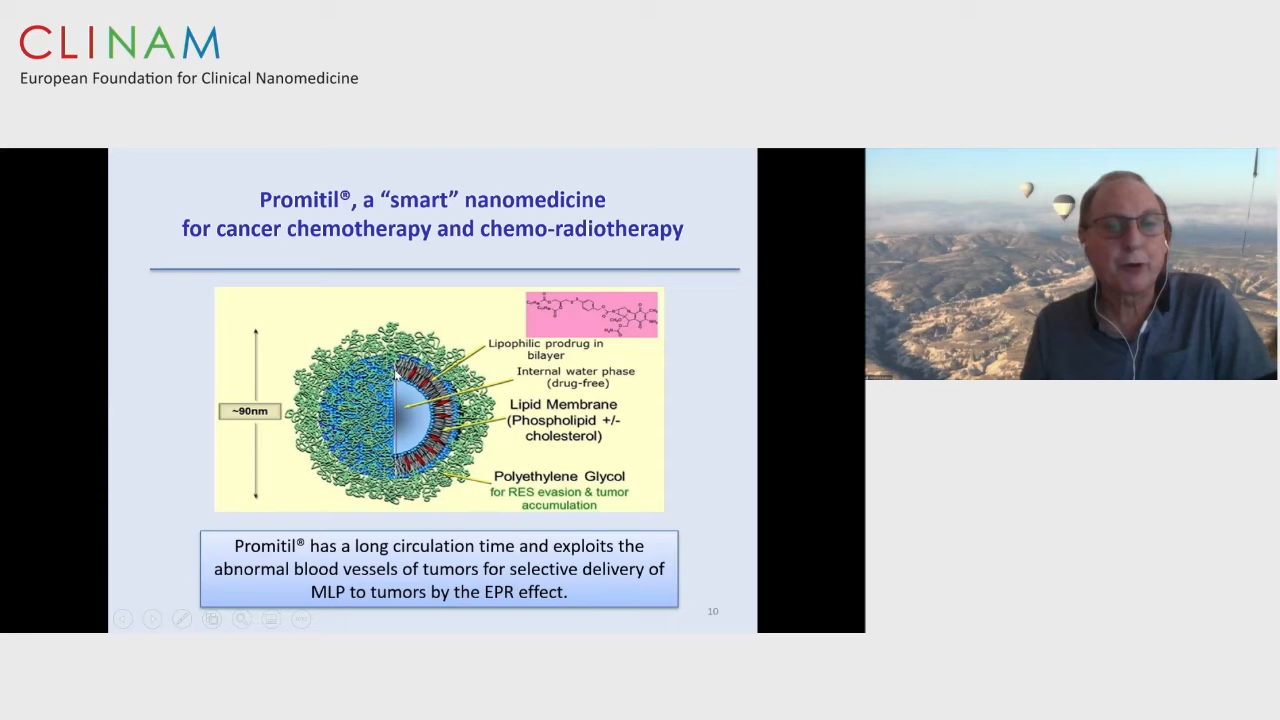 CLINAM
European Foundation for Clinical Nanomedicine
Promitil®, a “smart” nanomedicine
for cancer chemotherapy and chemo-radiotherapy
Lipophilic prodrug in
bilayer
Internal water phase
(drug-free)
~90nm
Lipid Membrane
(Phospholipid +/-
cholesterol)
Polyethylene Glycol
for RES evasion & tumor
accumulation
Promitil® has a long circulation time and exploits the
abnormal blood vessels of tumors for selective delivery of
MLP to tumors by the EPR effect.
10